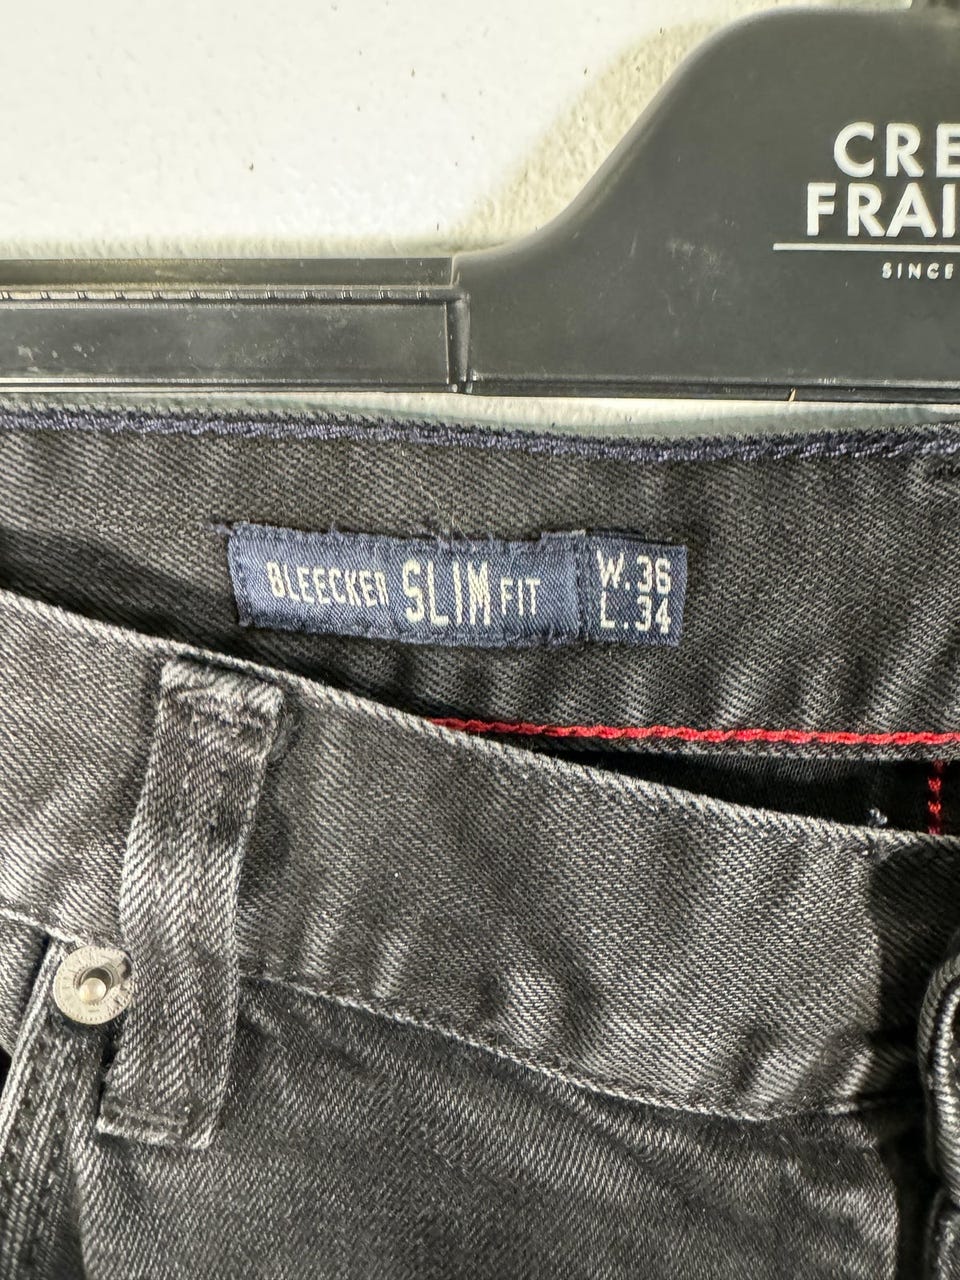 CRE
FRAI
SINCE
BLEECKER SLIM FIT
W.36
L.34